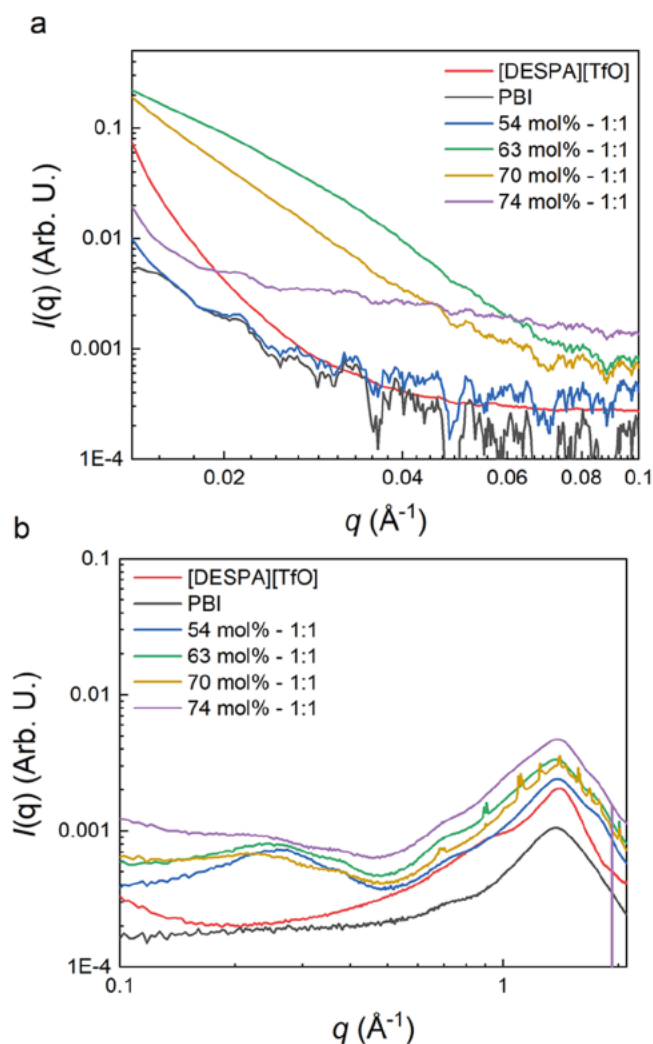 a
[DESPA][TfO]
PBI
54 mol% - 1:1
63 mol% - 1:1
70 mol% - 1:1
74 mol% - 1:1
0.1
0.01
0.001
1E-4
I(q) (Arb. U.)
0.02 0.04 0.06 0.08 0.1
q (Å⁻¹)
b
[DESPA][TfO]
PBI
54 mol% - 1:1
63 mol% - 1:1
70 mol% - 1:1
74 mol% - 1:1
0.1
0.01
0.001
1E-4
I(q) (Arb. U.)
0.1 1
q (Å⁻¹)